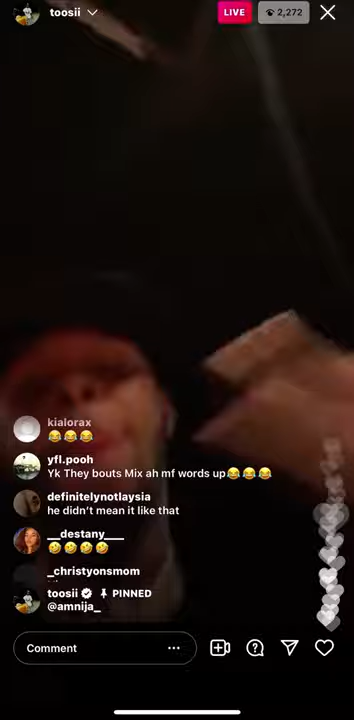 toosii
LIVE
2,272
kialorax
😂😂😂
yfl.pooh
Yk They bouts Mix ah mf words up😂😂😂
definitelynotlaysia
he didn't mean it like that
__destany___
🤣🤣🤣🤣
_christyonsmom
toosii PINNED
@amnija_
Comment